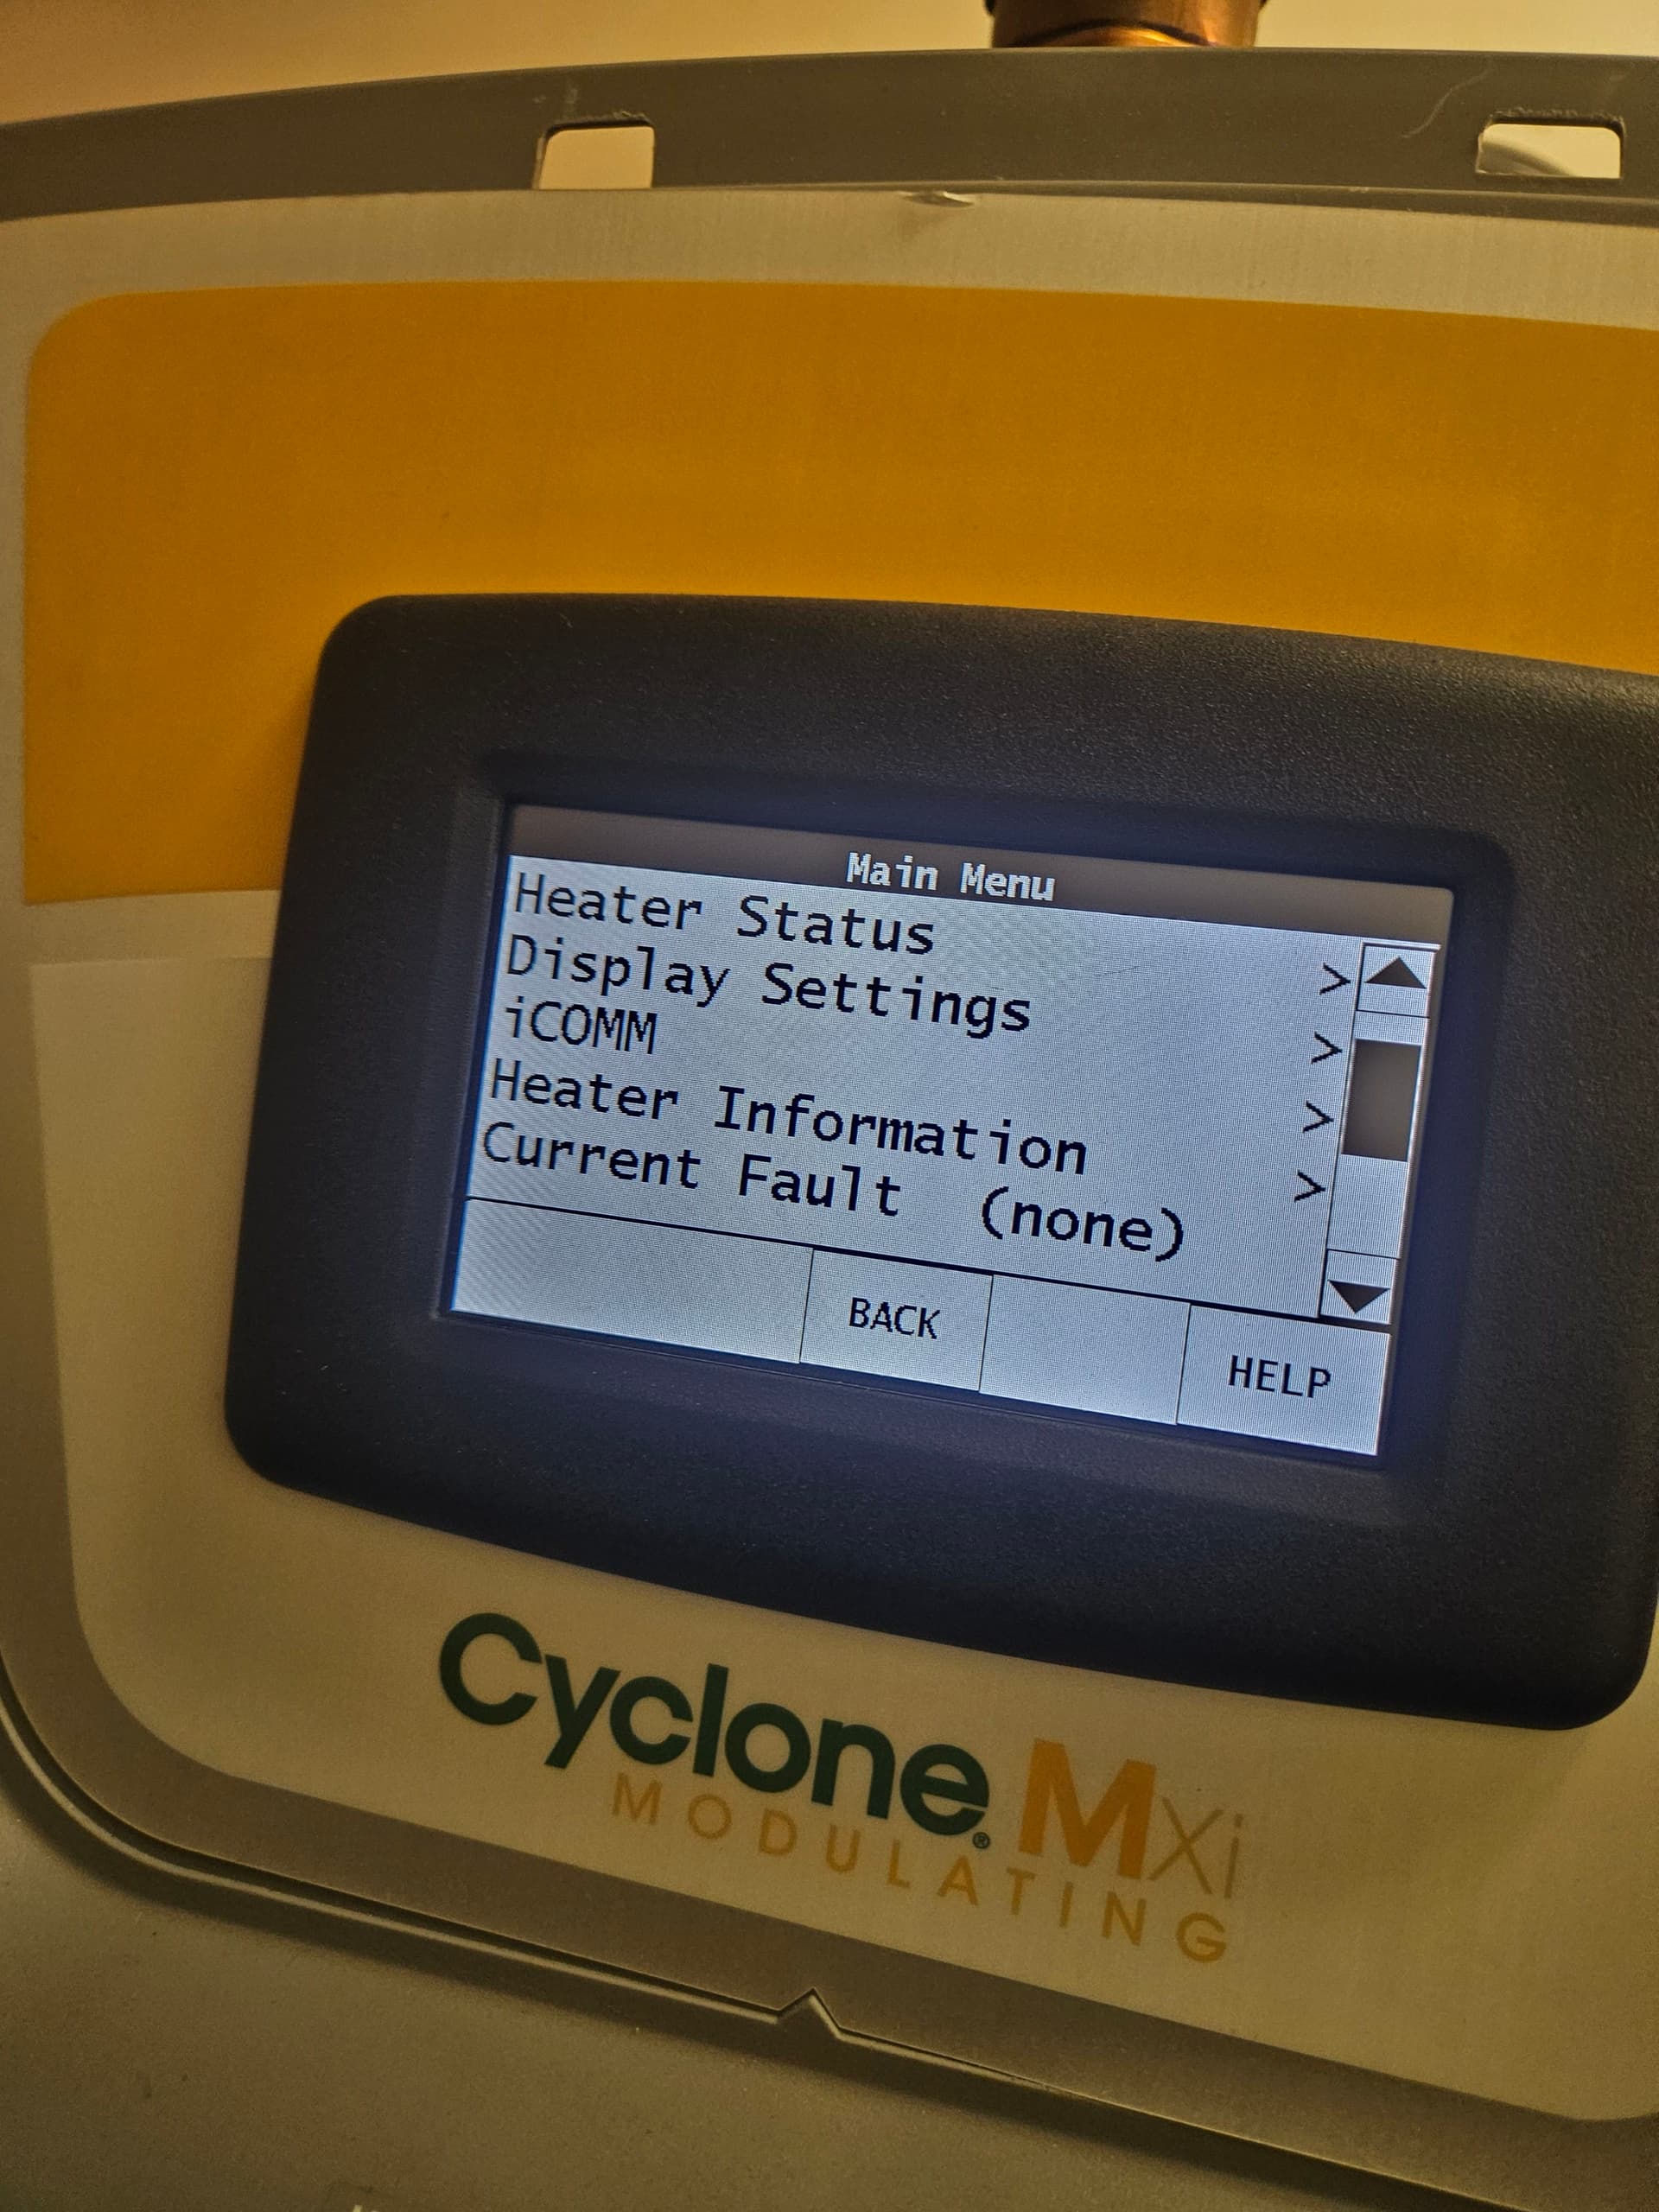 Main Menu
Heater Status >
Display Settings >
iCOMM >
Heater Information >
Current Fault (none)
BACK
HELP
Cyclone® MXi
MODULATING